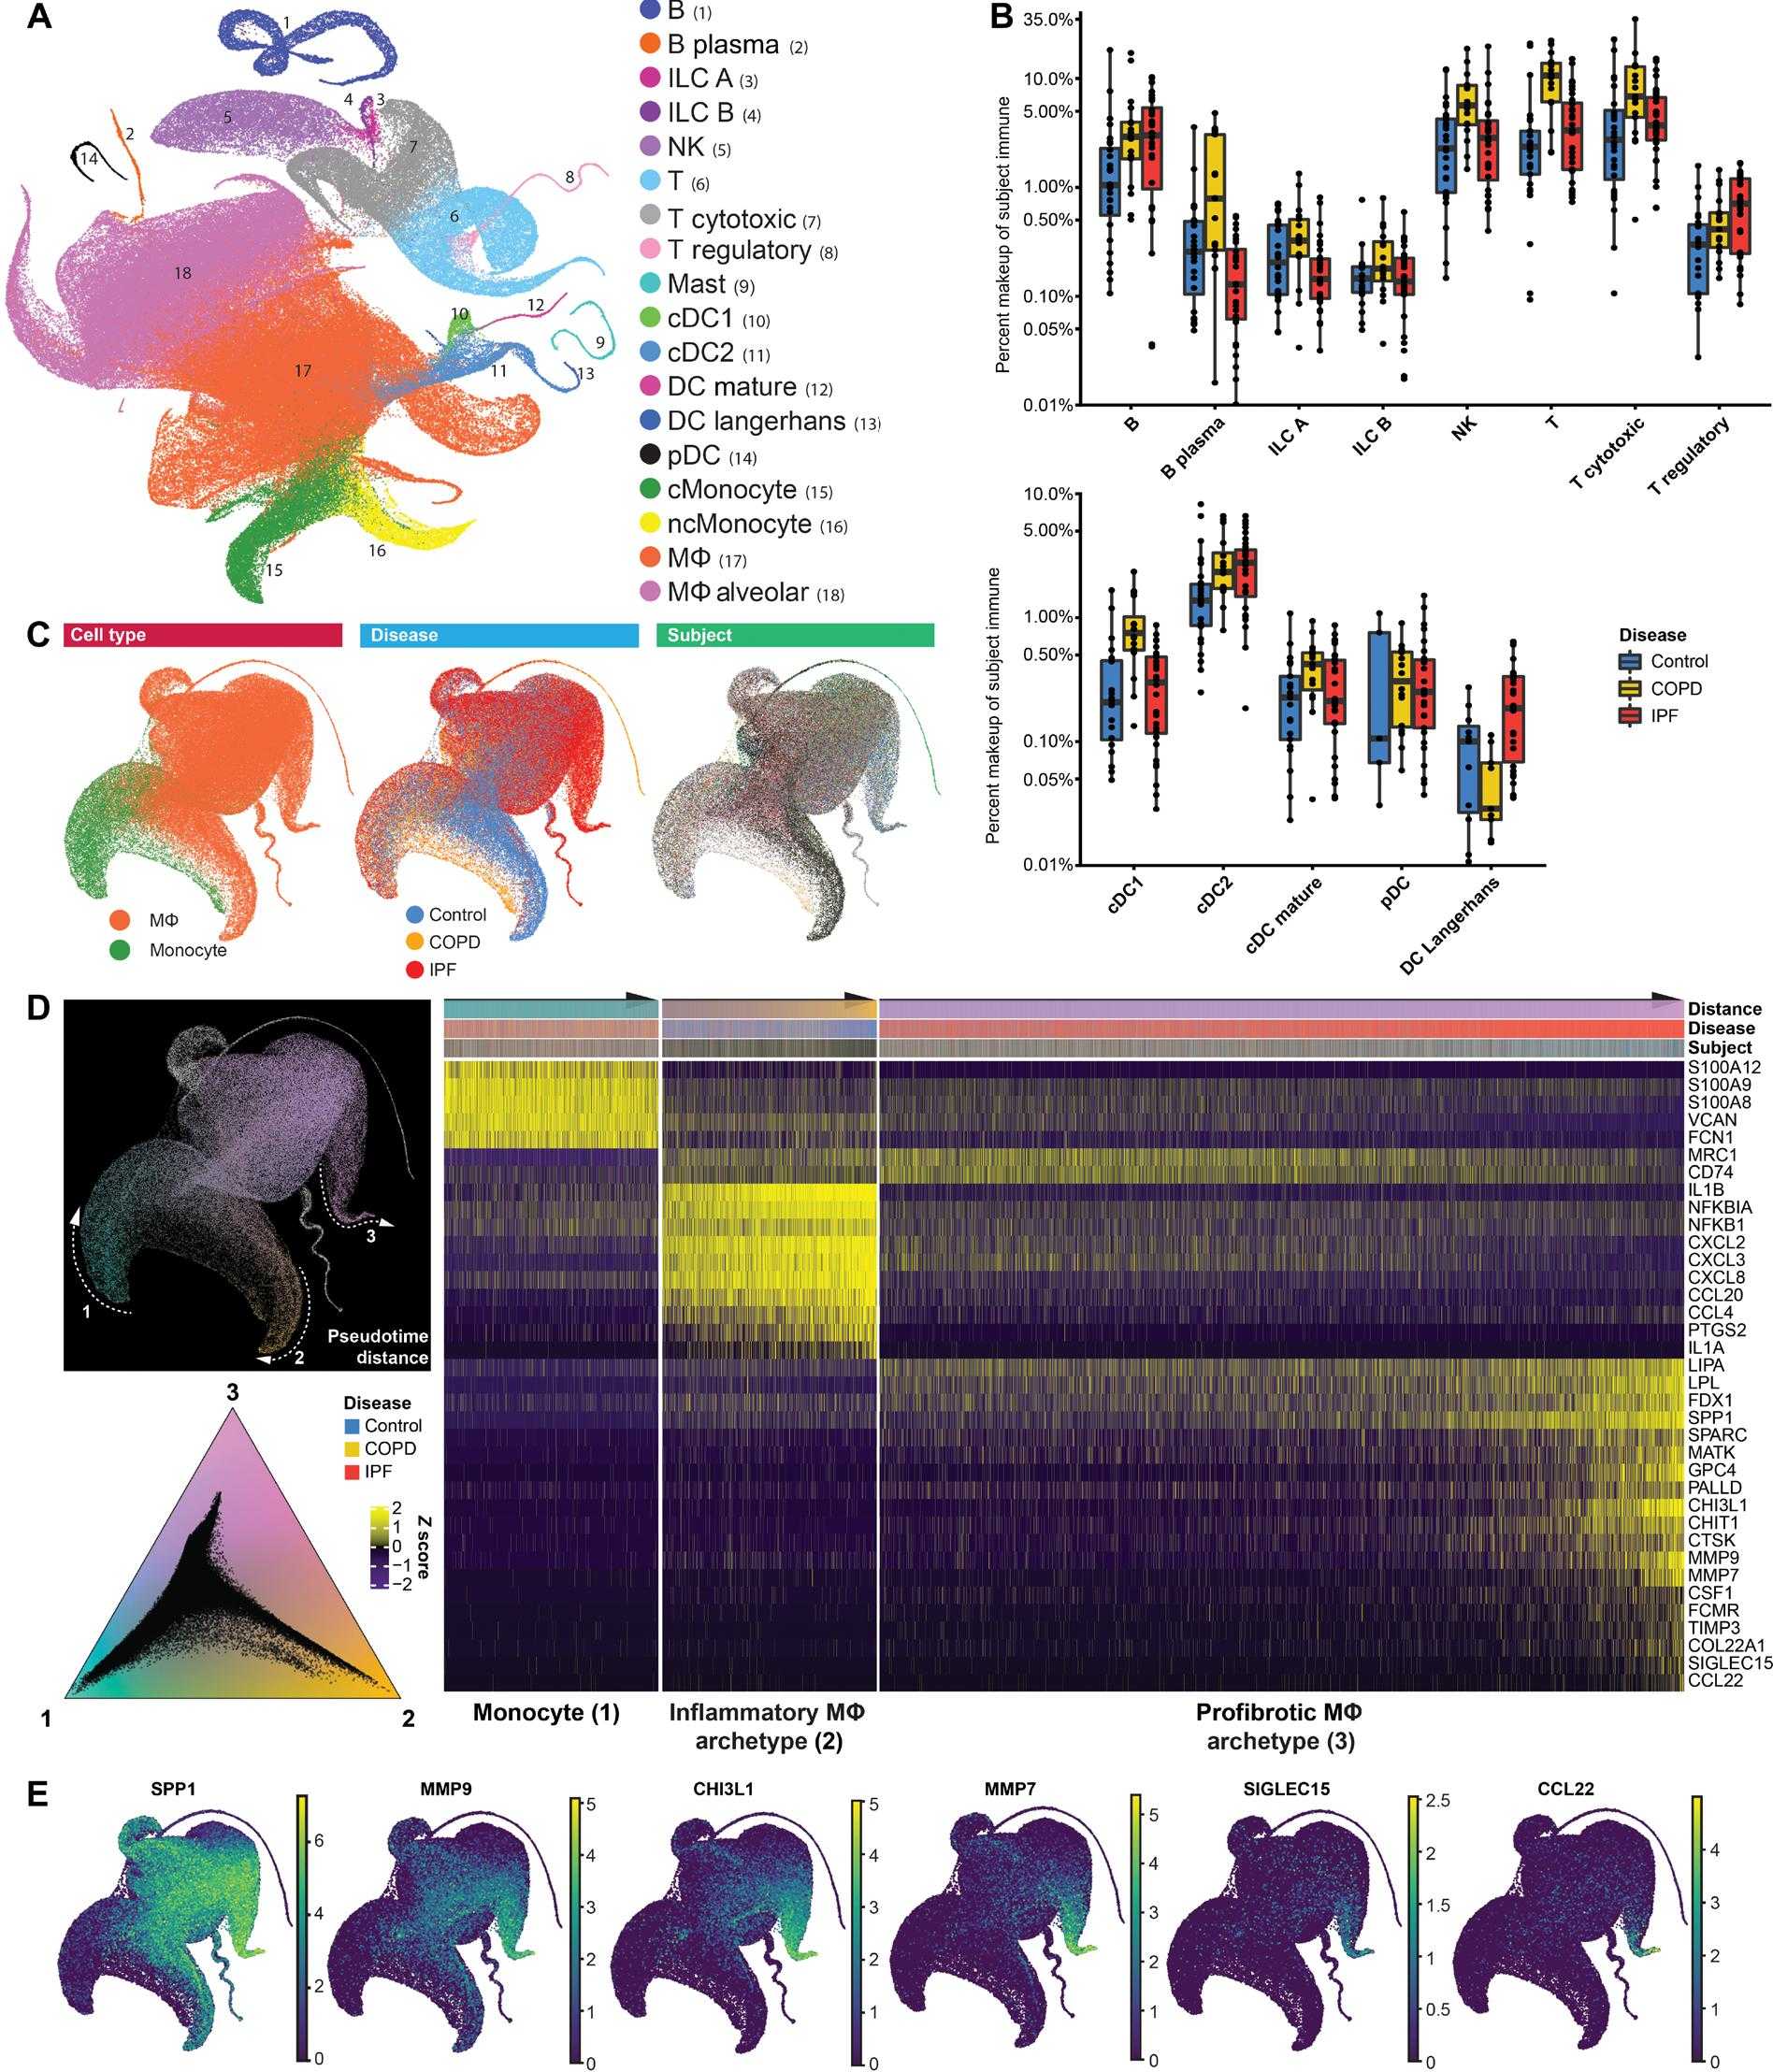 A
1
2
3
4
5
6
7
8
9
10
11
12
13
14
15
16
17
18
B (1)
B plasma (2)
ILC A (3)
ILC B (4)
NK (5)
T (6)
T cytotoxic (7)
T regulatory (8)
Mast (9)
cDC1 (10)
cDC2 (11)
DC mature (12)
DC langerhans (13)
pDC (14)
cMonocyte (15)
ncMonocyte (16)
MΦ (17)
MΦ alveolar (18)
B
Percent makeup of subject immune
35.0%
10.0%
5.00%
1.00%
0.50%
0.10%
0.05%
0.01%
B
B plasma
ILC A
ILC B
NK
T
T cytotoxic
T regulatory
Percent makeup of subject immune
10.0%
5.00%
1.00%
0.50%
0.10%
0.05%
0.01%
cDC1
cDC2
cDC mature
pDC
DC Langerhans
Disease
Control
COPD
IPF
C
Cell type
Disease
Subject
MΦ
Monocyte
Control
COPD
IPF
D
1
2
3
Pseudotime
distance
3
1
2
Disease
Control
COPD
IPF
2
1
0
−1
−2
Z score
Distance
Disease
Subject
S100A12
S100A9
S100A8
VCAN
FCN1
MRC1
CD74
IL1B
NFKBIA
NFKB1
CXCL2
CXCL3
CXCL8
CCL20
CCL4
PTGS2
IL1A
LIPA
LPL
FDX1
SPP1
SPARC
MATK
GPC4
PALLD
CHI3L1
CHIT1
CTSK
MMP9
MMP7
CSF1
FCMR
TIMP3
COL22A1
SIGLEC15
CCL22
Monocyte (1)
Inflammatory MΦ
archetype (2)
Profibrotic MΦ
archetype (3)
E
SPP1
6
4
2
0
MMP9
5
4
3
2
1
0
CHI3L1
5
4
3
2
1
0
MMP7
5
4
3
2
1
0
SIGLEC15
2.5
2
1.5
1
0.5
0
CCL22
4
3
2
1
0